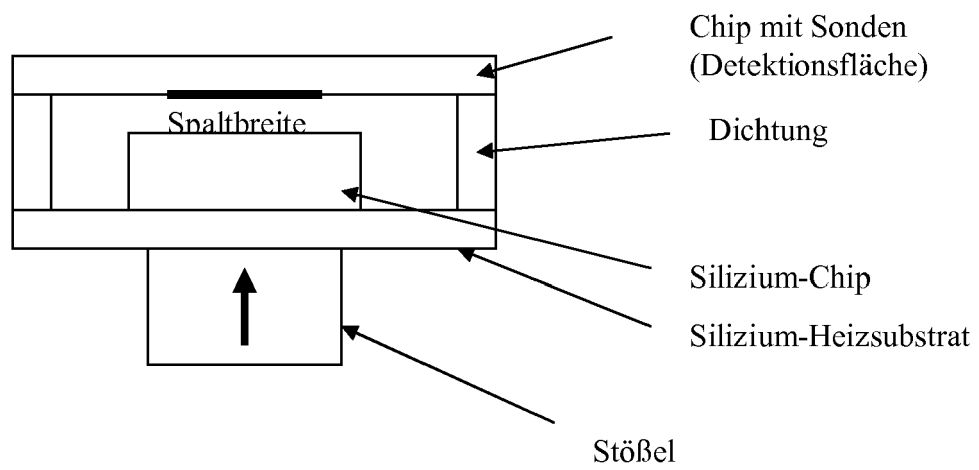 Chip mit Sonden
(Detektionsfläche)
Spaltbreite
Dichtung
Silizium-Chip
Silizium-Heizsubstrat
Stößel